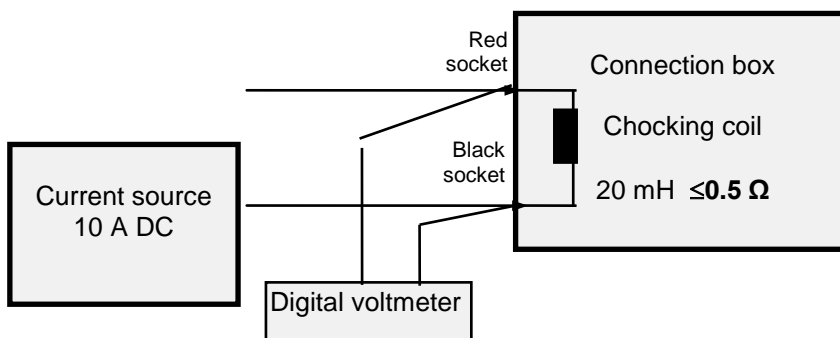 Red
socket
Connection box
Chocking coil
Black
socket
20 mH ≤0.5 Ω
Current source
10 A DC
Digital voltmeter